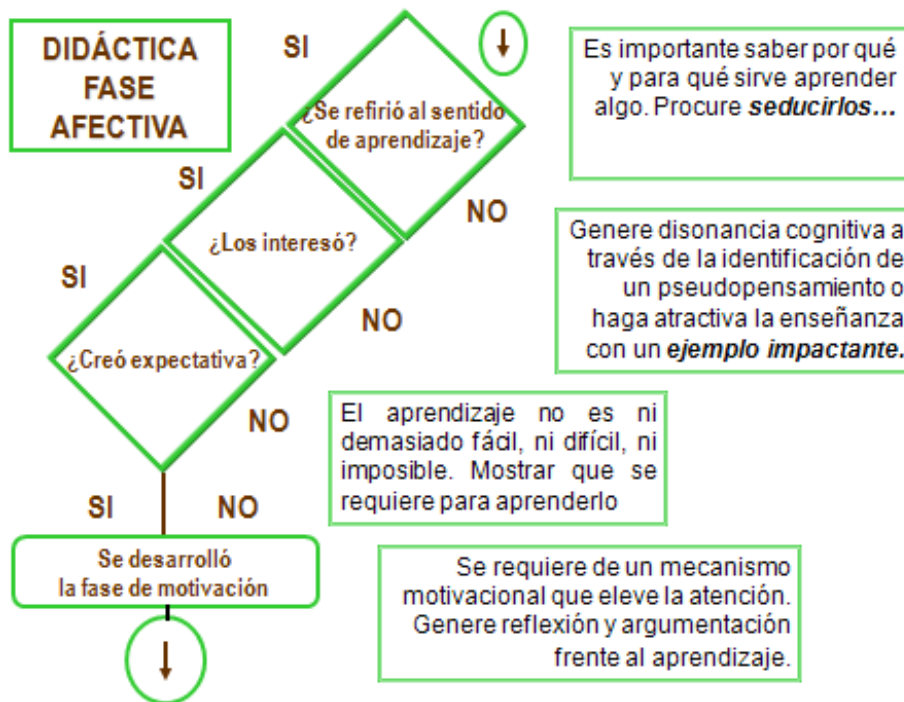 DIDÁCTICA
FASE
AFECTIVA
SI
¿Se refirió al sentido
de aprendizaje?
Es importante saber por qué
y para qué sirve aprender
algo. Procure seducirlos...
SI
NO
¿Los interesó?
Genere disonancia cognitiva a
través de la identificación de
un pseudopensamiento o
haga atractiva la enseñanza
con un ejemplo impactante.
SI
NO
¿Creó expectativa?
NO
El aprendizaje no es ni
demasiado fácil, ni difícil, ni
imposible. Mostrar que se
requiere para aprenderlo
SI
NO
Se desarrolló
la fase de motivación
Se requiere de un mecanismo
motivacional que eleve la atención.
Genere reflexión y argumentación
frente al aprendizaje.